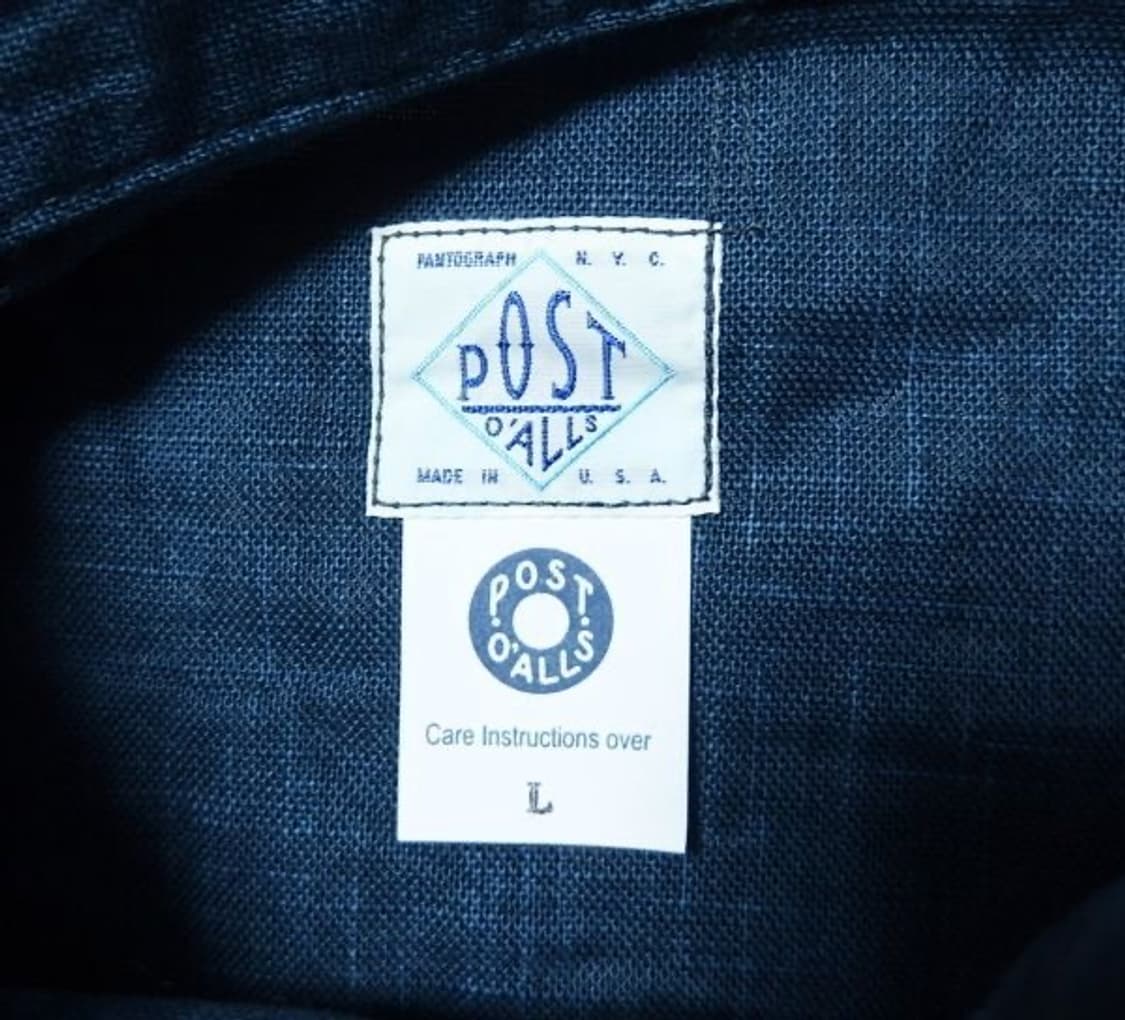 PANTOGRAPH N. Y. C.
POST
O'ALLS
MADE IN U. S. A.
POST
O'ALLS
Care Instructions over
L